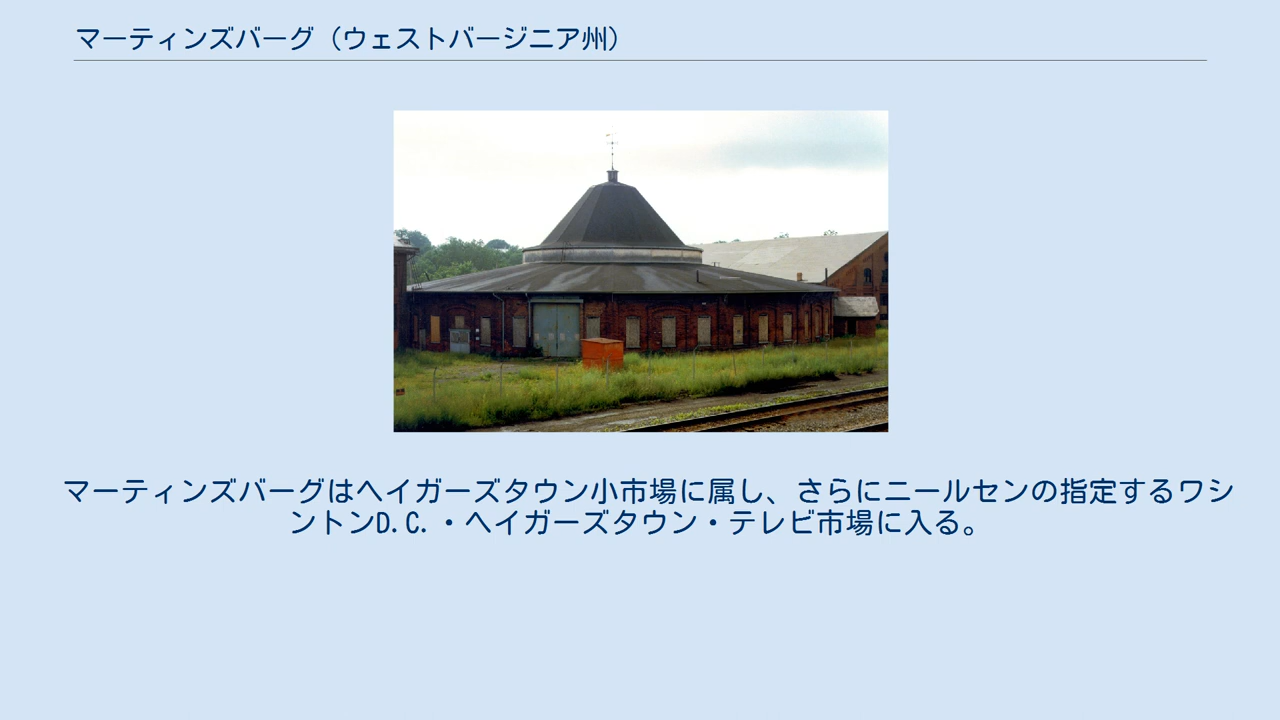 マーティンズバーグ（ウェストバージニア州）
マーティンズバーグはヘイガーズタウン小市場に属し、さらにニールセンの指定するワシ
ントンD.C.・ヘイガーズタウン・テレビ市場に入る。